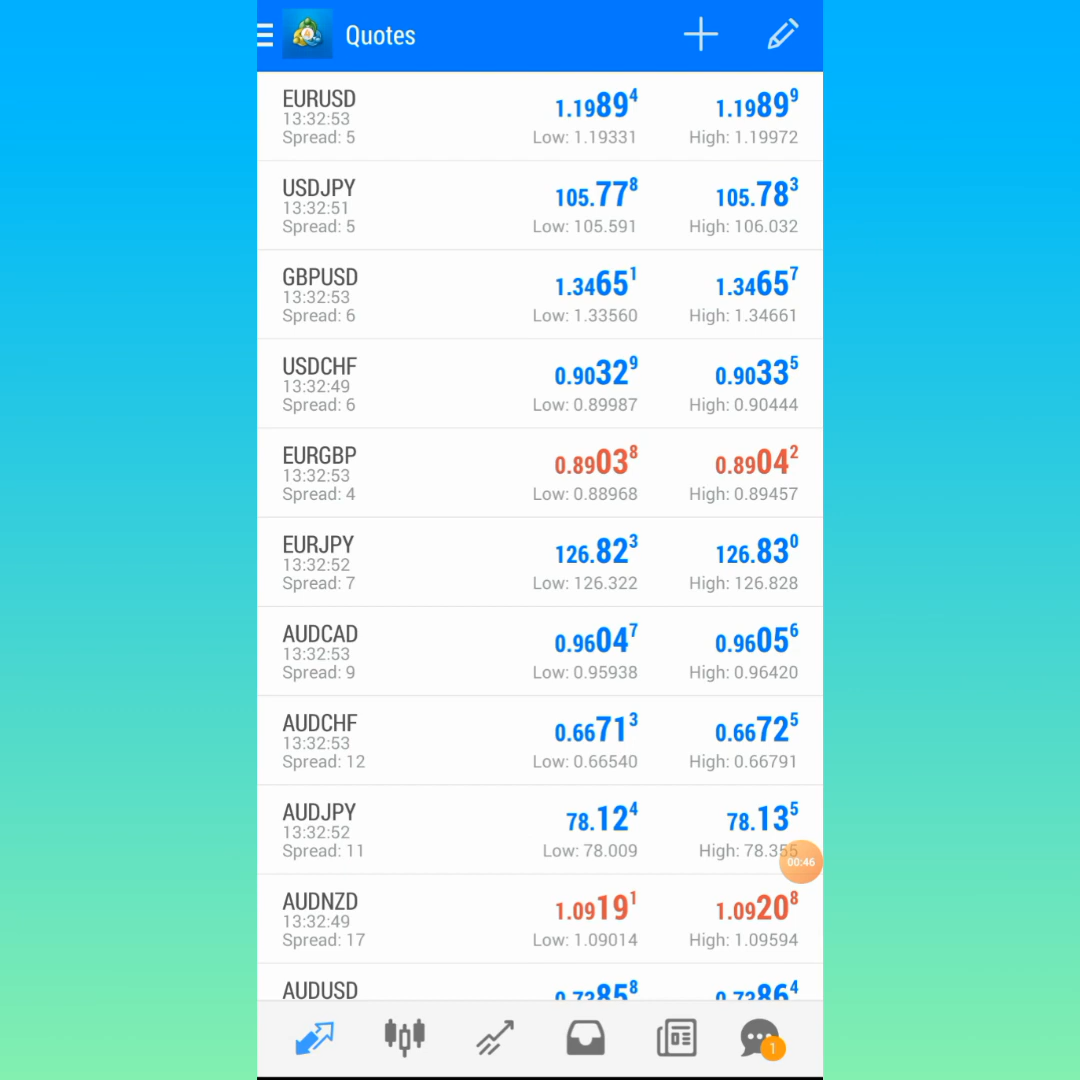 Quotes
EURUSD
13:32:53
Spread: 5
1.19894
1.19899
Low: 1.19331
High: 1.19972
USDJPY
13:32:51
Spread: 5
105.778
105.783
Low: 105.591
High: 106.032
GBPUSD
13:32:53
Spread: 6
1.34651
1.34657
Low: 1.33560
High: 1.34661
USDCHF
13:32:49
Spread: 6
0.90329
0.90335
Low: 0.89987
High: 0.90444
EURGBP
13:32:53
Spread: 4
0.89038
0.89042
Low: 0.88968
High: 0.89457
EURJPY
13:32:52
Spread: 7
126.823
126.830
Low: 126.322
High: 126.828
AUDCAD
13:32:53
Spread: 9
0.96047
0.96056
Low: 0.95938
High: 0.96420
AUDCHF
13:32:53
Spread: 12
0.66713
0.66725
Low: 0.66540
High: 0.66791
AUDJPY
13:32:52
Spread: 11
78.124
78.135
Low: 78.009
High: 78.355
00:46
AUDNZD
13:32:49
Spread: 17
1.09191
1.09208
Low: 1.09014
High: 1.09594
AUDUSD
0.73858
0.73864
1